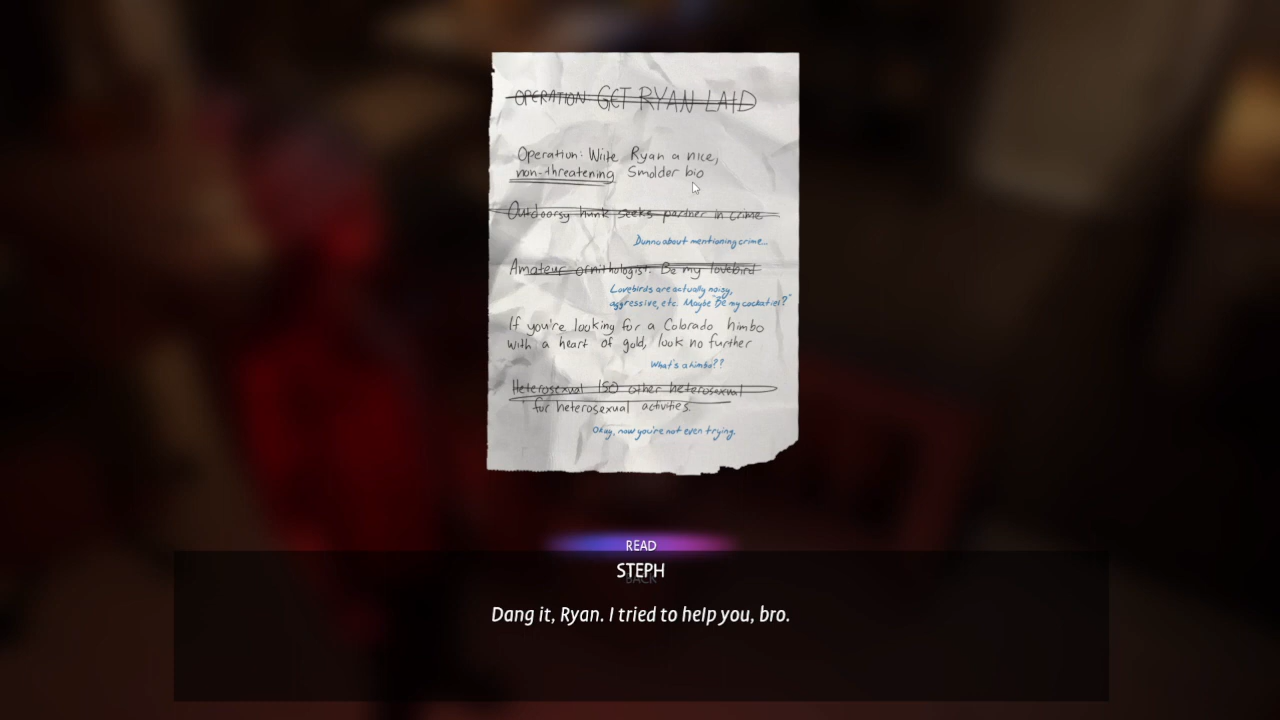 OPERATION GET RYAN LAID
Operation: Write Ryan a nice,
non-threatening Smolder bio
Outdoorsy hunk seeks partner in crime
Dunno about mentioning crime...
Amateur ornithologist. Be my lovebird
Lovebirds are actually noisy,
aggressive, etc. Maybe "Be my cockatiel?"
If you're looking for a Colorado himbo
with a heart of gold, look no further
What's a himbo??
Heterosexual ISO other heterosexual
for heterosexual activities.
Okay, now you're not even trying.
READ
STEPH
BACK
Dang it, Ryan. I tried to help you, bro.